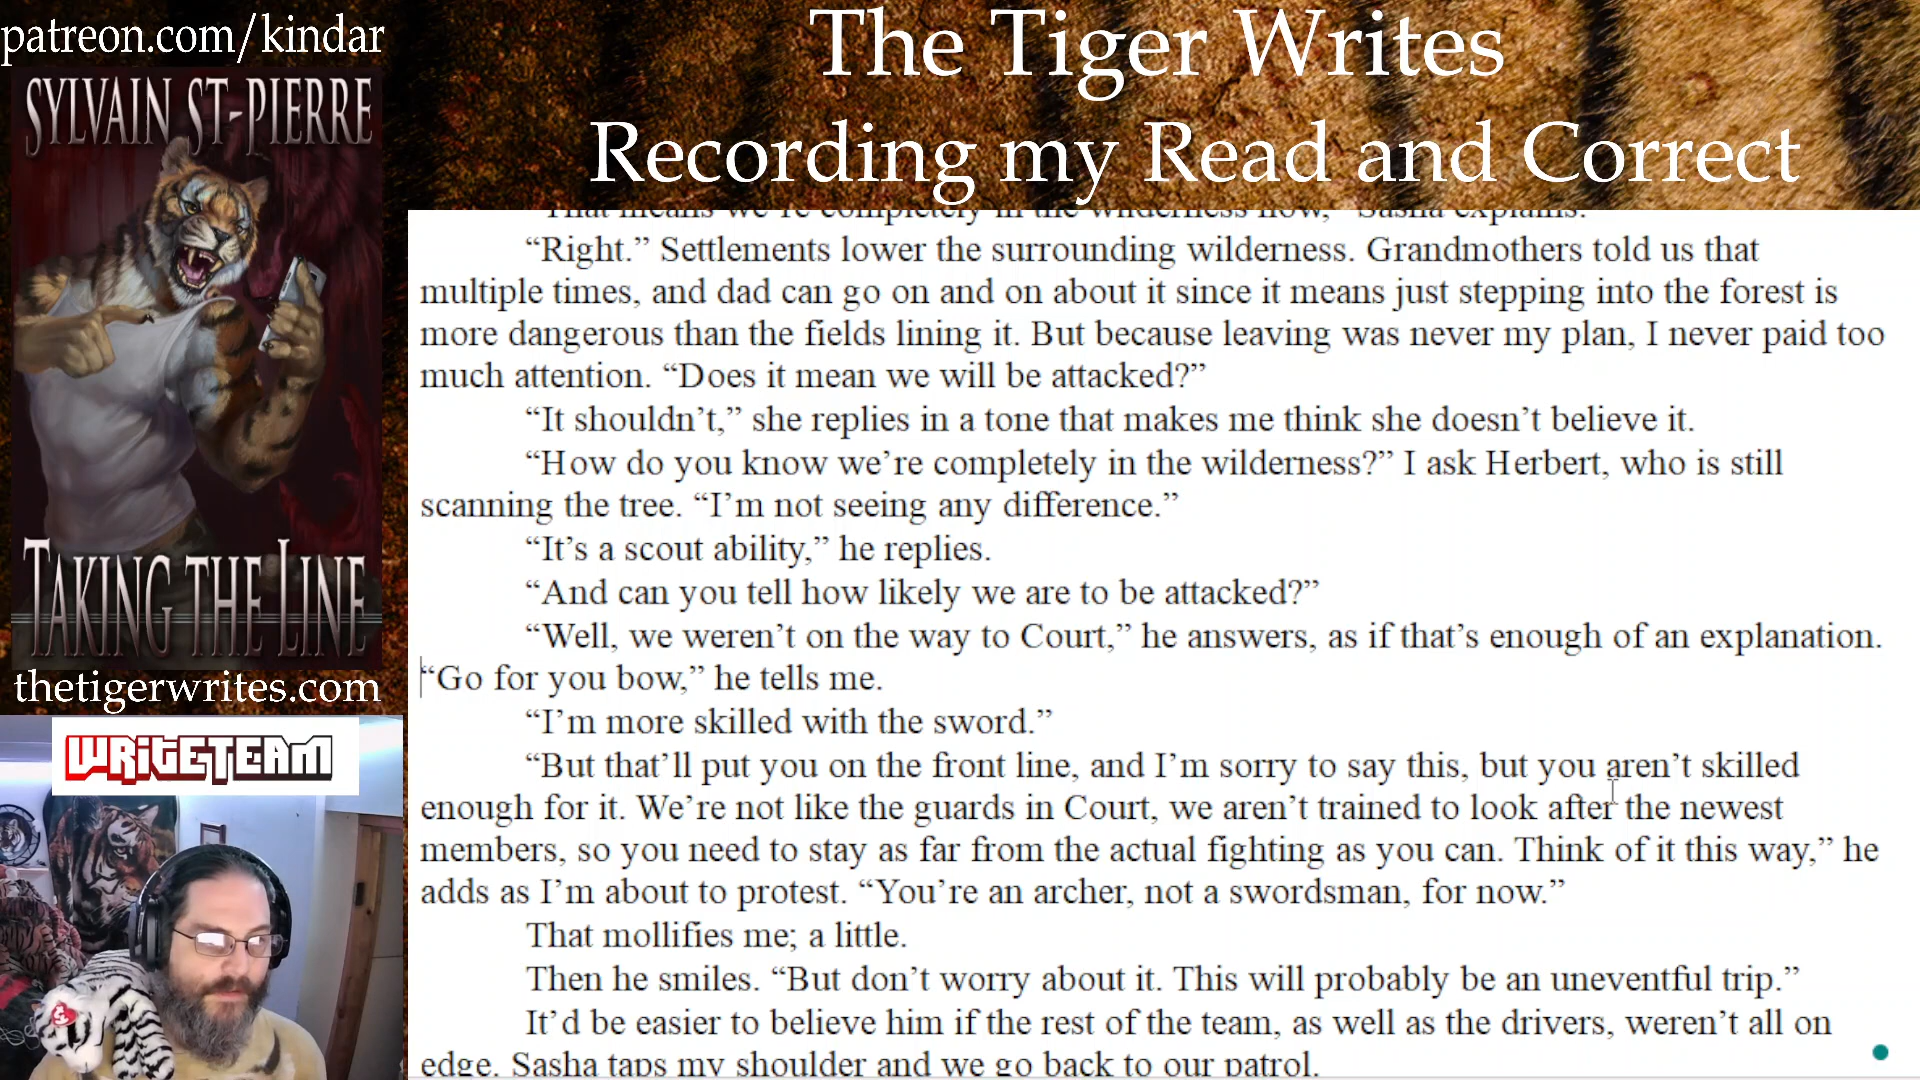 patreon.com/kindar
SYLVAIN ST-PIERRE
TAKING THE LINE
thetigerwrites.com
WRiTETEAM
The Tiger Writes
Recording my Read and Correct
“That means we’re completely in the wilderness now,” Sasha explains.
“Right.” Settlements lower the surrounding wilderness. Grandmothers told us that
multiple times, and dad can go on and on about it since it means just stepping into the forest is
more dangerous than the fields lining it. But because leaving was never my plan, I never paid too
much attention. “Does it mean we will be attacked?”
“It shouldn’t,” she replies in a tone that makes me think she doesn’t believe it.
“How do you know we’re completely in the wilderness?” I ask Herbert, who is still
scanning the tree. “I’m not seeing any difference.”
“It’s a scout ability,” he replies.
“And can you tell how likely we are to be attacked?”
“Well, we weren’t on the way to Court,” he answers, as if that’s enough of an explanation.
“Go for you bow,” he tells me.
“I’m more skilled with the sword.”
“But that’ll put you on the front line, and I’m sorry to say this, but you aren’t skilled
enough for it. We’re not like the guards in Court, we aren’t trained to look after the newest
members, so you need to stay as far from the actual fighting as you can. Think of it this way,” he
adds as I’m about to protest. “You’re an archer, not a swordsman, for now.”
That mollifies me; a little.
Then he smiles. “But don’t worry about it. This will probably be an uneventful trip.”
It’d be easier to believe him if the rest of the team, as well as the drivers, weren’t all on
edge. Sasha taps my shoulder and we go back to our patrol.